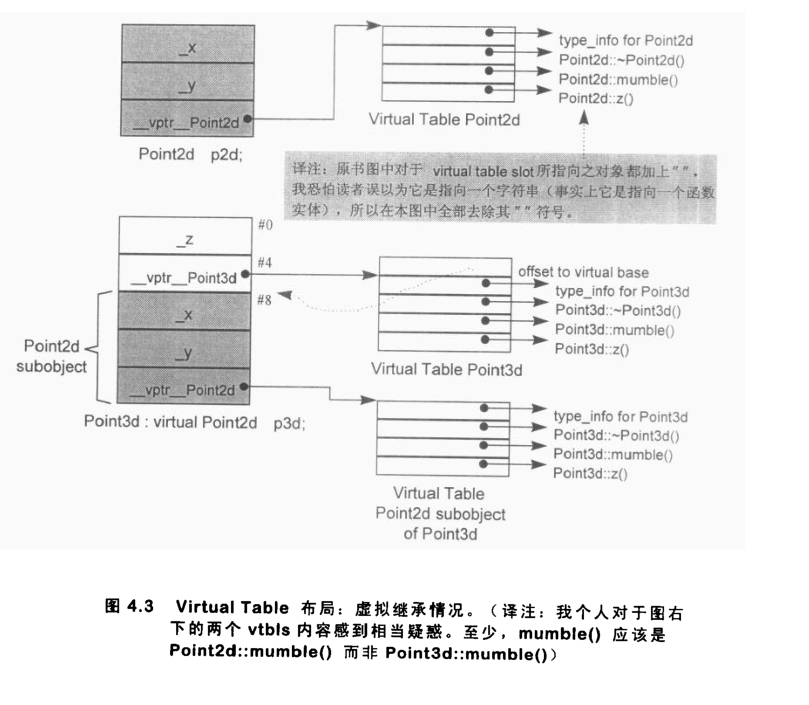 _x
_y
__vptr__Point2d
Point2d p2d;
Virtual Table Point2d
type_info for Point2d
Point2d::~Point2d()
Point2d::mumble()
Point2d::z()
译注：原书图中对于 virtual table slot 所指向之对象都加上""，
我恐怕读者误以为它是指向一个字符串（事实上它是指向一个函数
实体），所以在本图中全部去除其""符号。
#0
_z
#4
__vptr__Point3d
#8
_x
_y
__vptr__Point2d
Point2d
subobject
Point3d : virtual Point2d p3d;
offset to virtual base
type_info for Point3d
Point3d::~Point3d()
Point3d::mumble()
Point3d::z()
Virtual Table Point3d
type_info for Point3d
Point3d::~Point3d()
Point3d::mumble()
Point3d::z()
Virtual Table
Point2d subobject
of Point3d
图 4.3 Virtual Table 布局：虚拟继承情况。（译注：我个人对于图右
下的两个 vtbls 内容感到相当疑惑。至少，mumble() 应该是
Point2d::mumble() 而非 Point3d::mumble()）